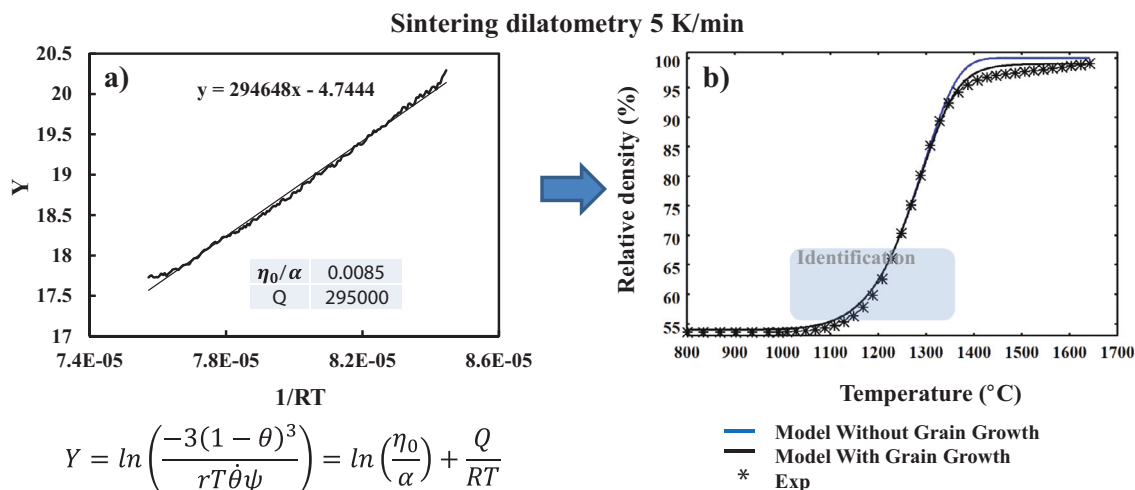 Sintering dilatometry 5 K/min
a)
y = 294648x - 4.7444
Y
20.5
20
19.5
19
18.5
18
17.5
17
η₀/α 0.0085
Q 295000
7.4E-05 7.8E-05 8.2E-05 8.6E-05
1/RT
Y = ln(−3(1 − θ)³/(rTθ̇ψ)) = ln(η₀/α) + Q/RT
b)
Relative density (%)
100
95
90
85
80
75
70
65
60
55
Identification
800 900 1000 1100 1200 1300 1400 1500 1600 1700
Temperature (°C)
Model Without Grain Growth
Model With Grain Growth
Exp